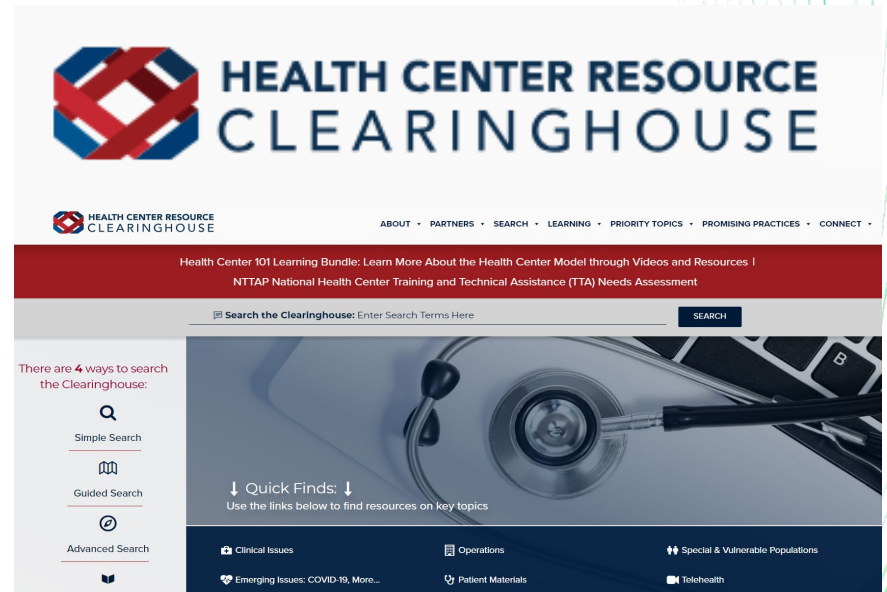 HEALTH CENTER RESOURCE
CLEARINGHOUSE
HEALTH CENTER RESOURCE
CLEARINGHOUSE
ABOUT PARTNERS SEARCH LEARNING PRIORITY TOPICS PROMISING PRACTICES CONNECT
Health Center 101 Learning Bundle: Learn More About the Health Center Model through Videos and Resources |
NTTAP National Health Center Training and Technical Assistance (TTA) Needs Assessment
Search the Clearinghouse: Enter Search Terms Here
SEARCH
There are 4 ways to search
the Clearinghouse:
Simple Search
Guided Search
Advanced Search
B
↓ Quick Finds: ↓
Use the links below to find resources on key topics
Clinical Issues
Operations
Special & Vulnerable Populations
Emerging Issues: COVID-19, More...
Patient Materials
Telehealth